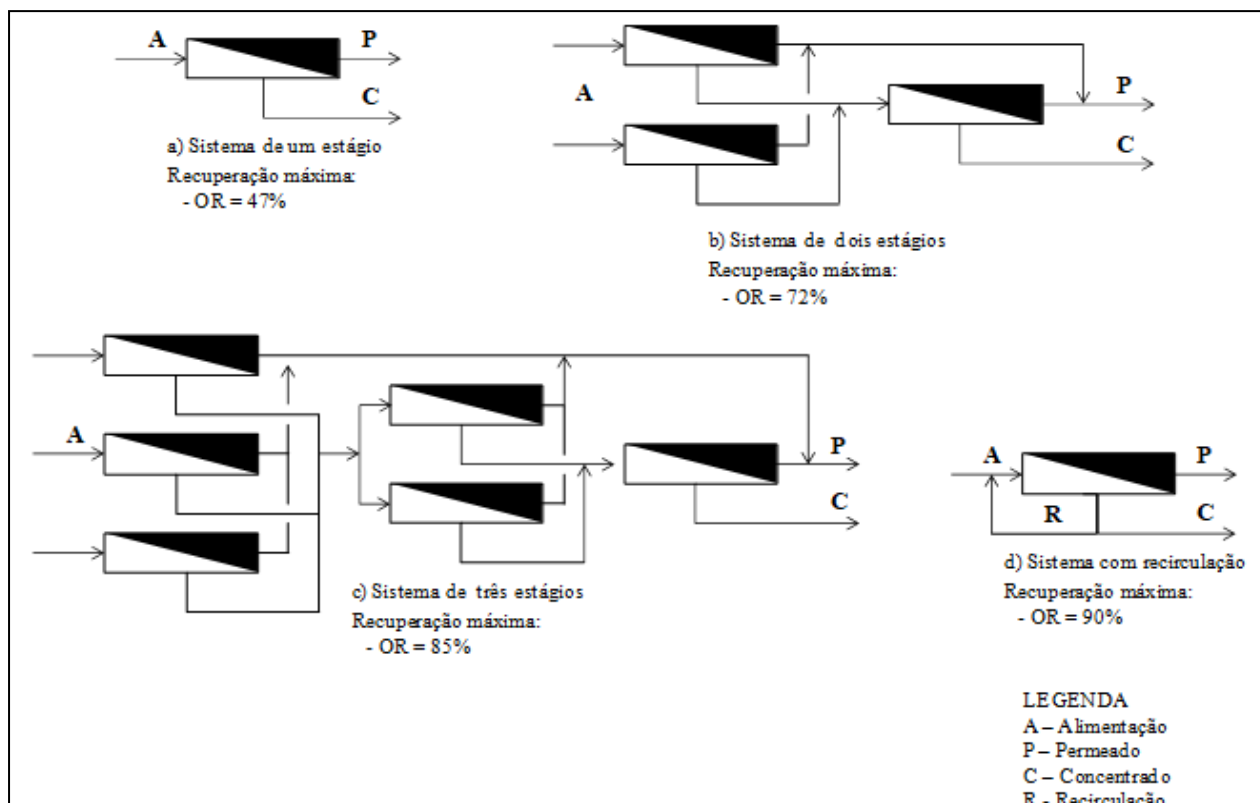 A
P
C
a) Sistema de um estágio
Recuperação máxima:
- OR = 47%
A
P
C
b) Sistema de dois estágios
Recuperação máxima:
- OR = 72%
A
P
C
c) Sistema de três estágios
Recuperação máxima:
- OR = 85%
A
P
R
C
d) Sistema com recirculação
Recuperação máxima:
- OR = 90%
LEGENDA
A – Alimentação
P – Permeado
C – Concentrado
R - Recirculação